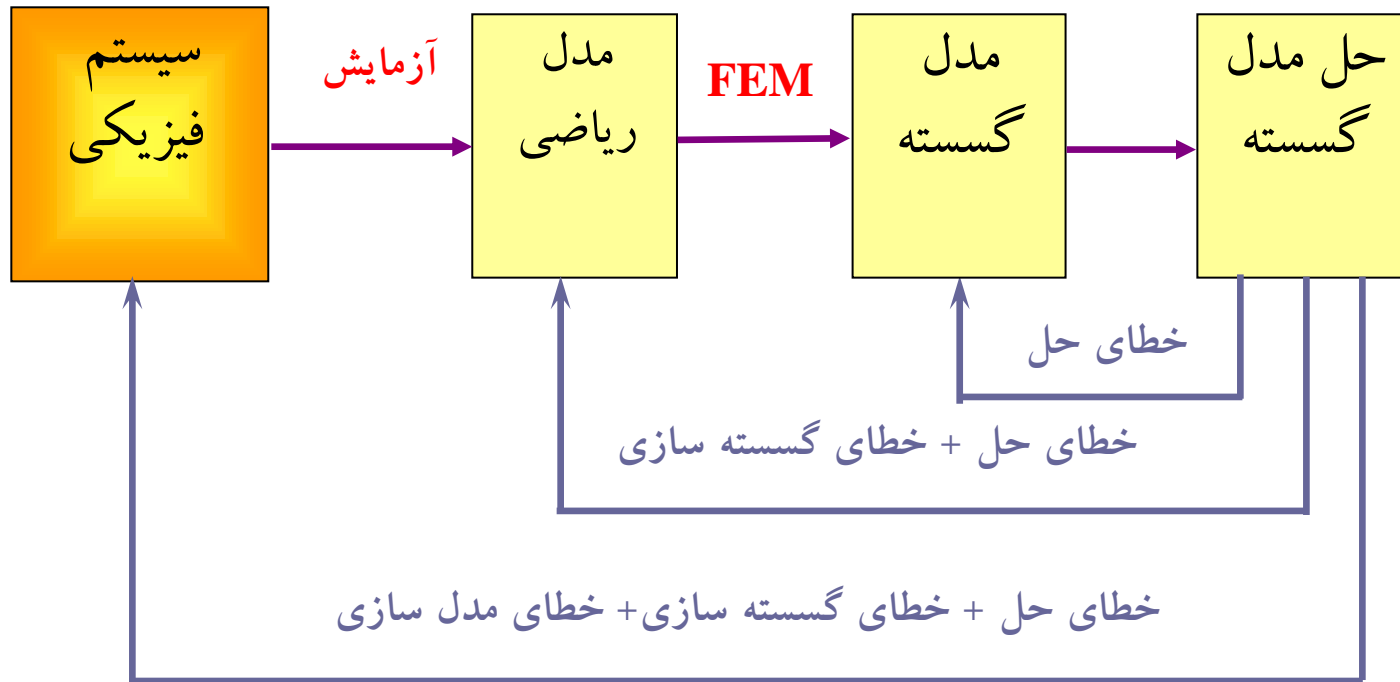 سیستم
فیزیکی
آزمایش
مدل
ریاضی
FEM
مدل
گسسته
حل مدل
گسسته
خطای حل
خطای حل + خطای گسسته سازی
خطای حل + خطای گسسته سازی+ خطای مدل سازی